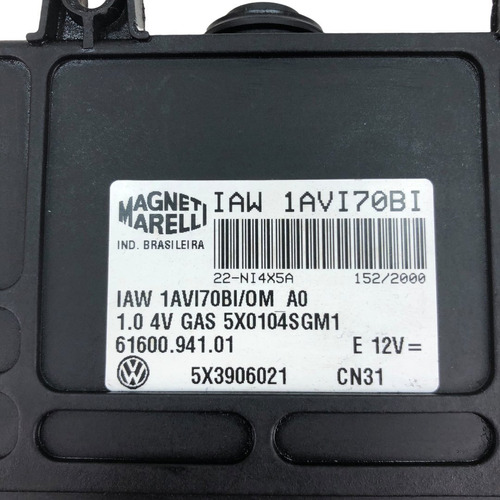 MAGNETI MARELLI IAW 1AVI70BI
IND. BRASILEIRA
22-NI4X5A 152/2000
IAW 1AVI70BI/OM A0
1.0 4V GAS 5X0104SGM1
61600.941.01 E 12V=
5X3906021 CN31